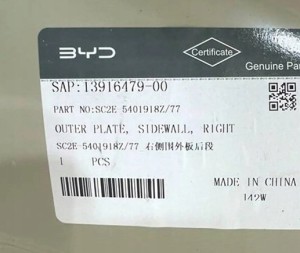 BYD
Certificate
Genuine Par
SAP:13916479-00
PART NO:SC2E-5401918Z/77
OUTER PLATE, SIDEWALL, RIGHT
SC2E-5401918Z/77 右侧围外板后段
1 PCS
MADE IN CHINA
142W